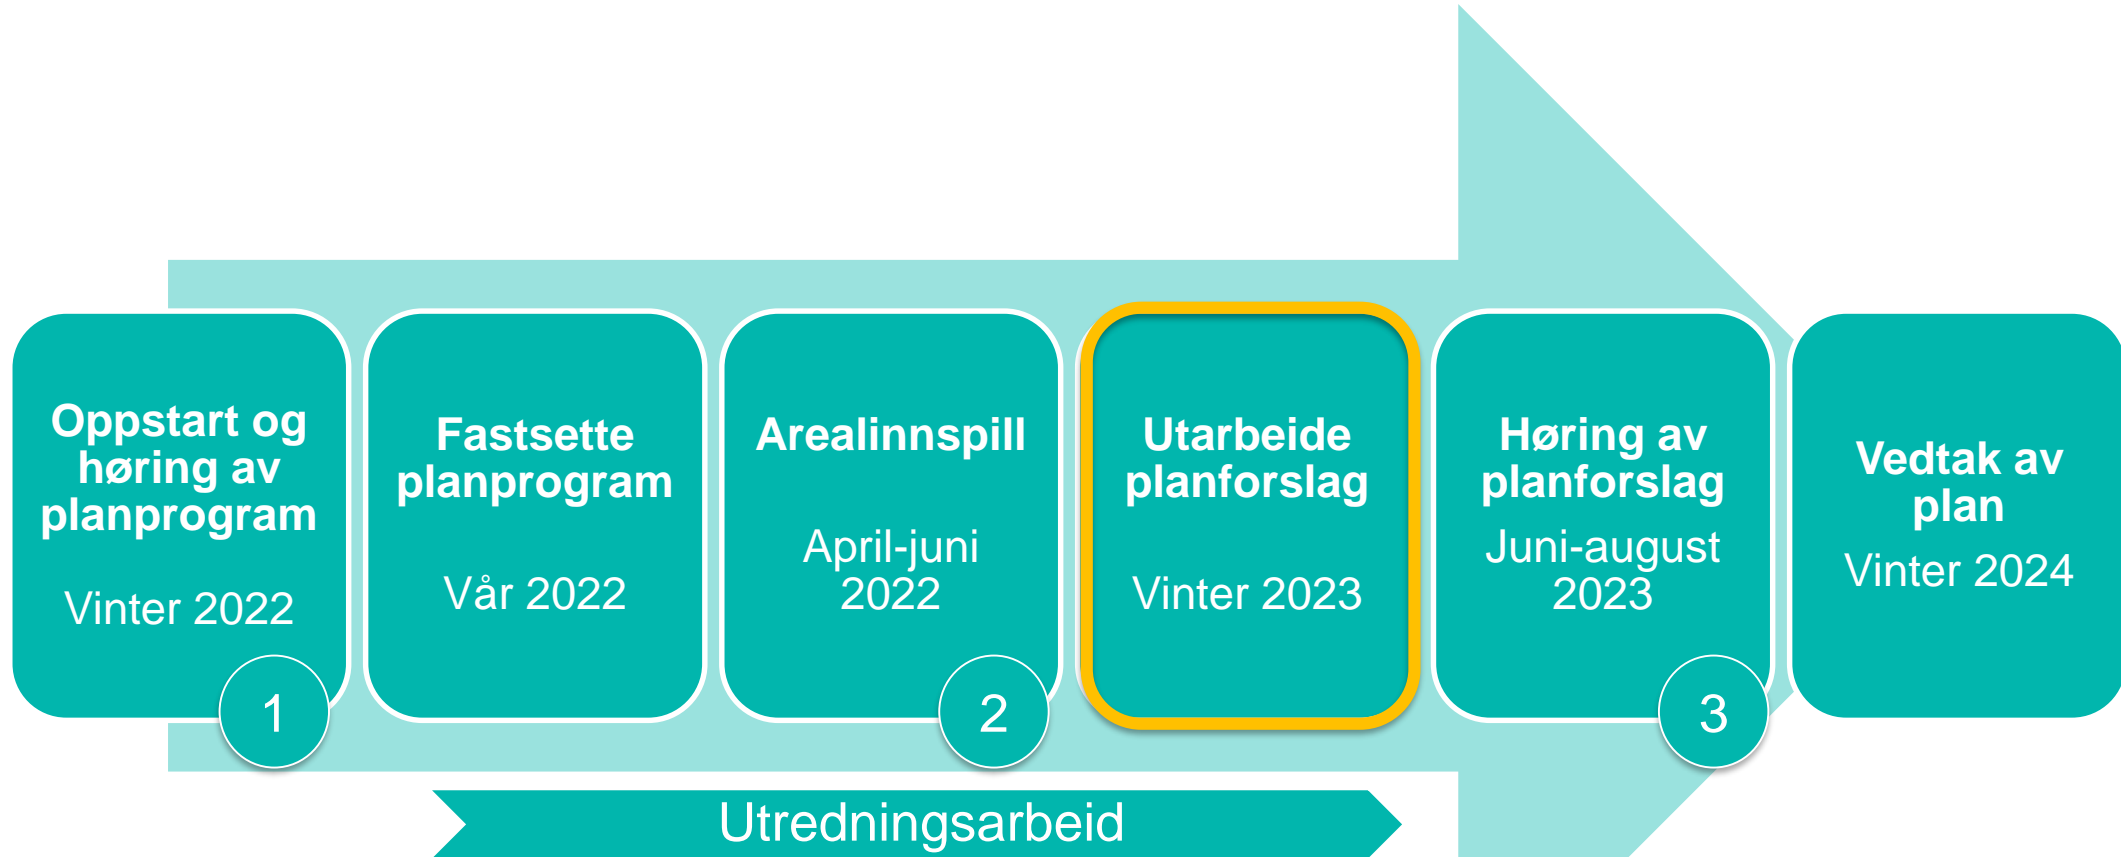 Oppstart og
høring av
planprogram
Vinter 2022
1
Fastsette
planprogram
Vår 2022
Arealinnspill
April-juni
2022
2
Utarbeide
planforslag
Vinter 2023
Høring av
planforslag
Juni-august
2023
3
Vedtak av
plan
Vinter 2024
Utredningsarbeid